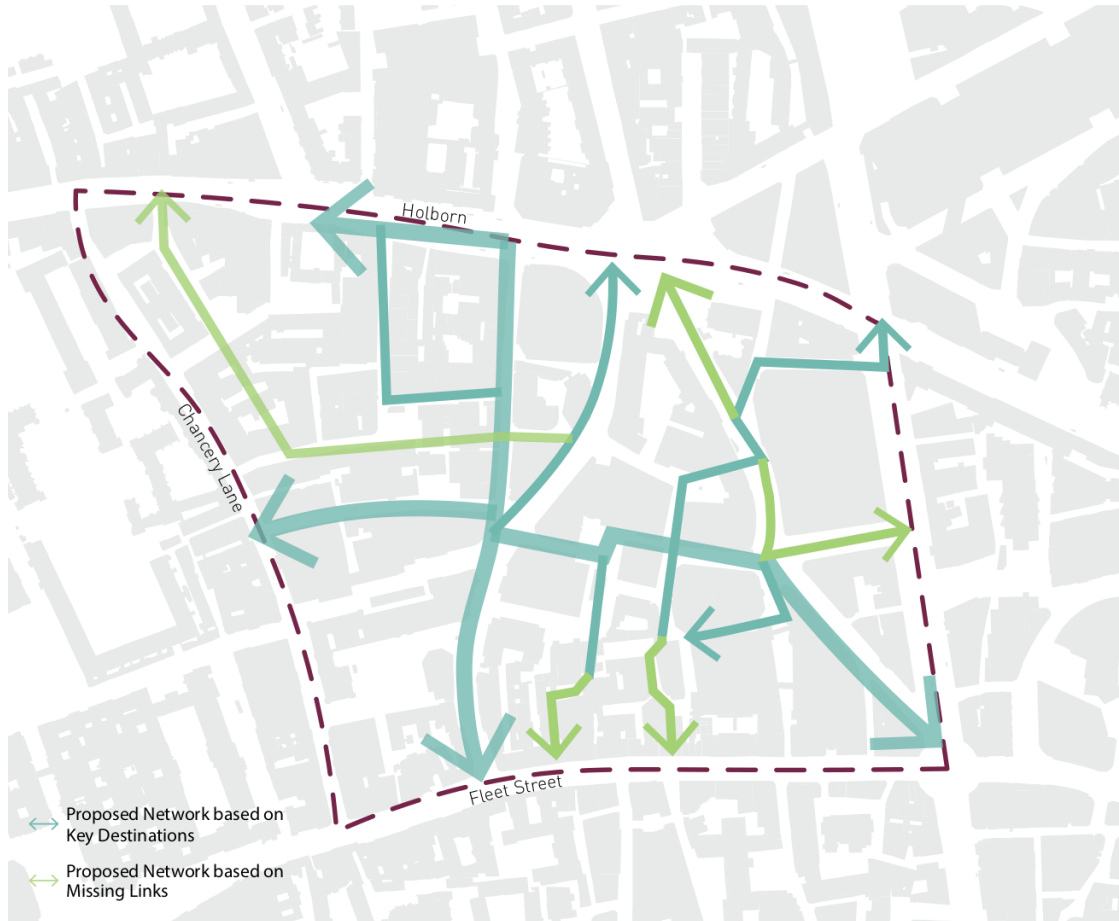 Holborn
Chancery Lane
Fleet Street
Proposed Network based on
Key Destinations
Proposed Network based on
Missing Links